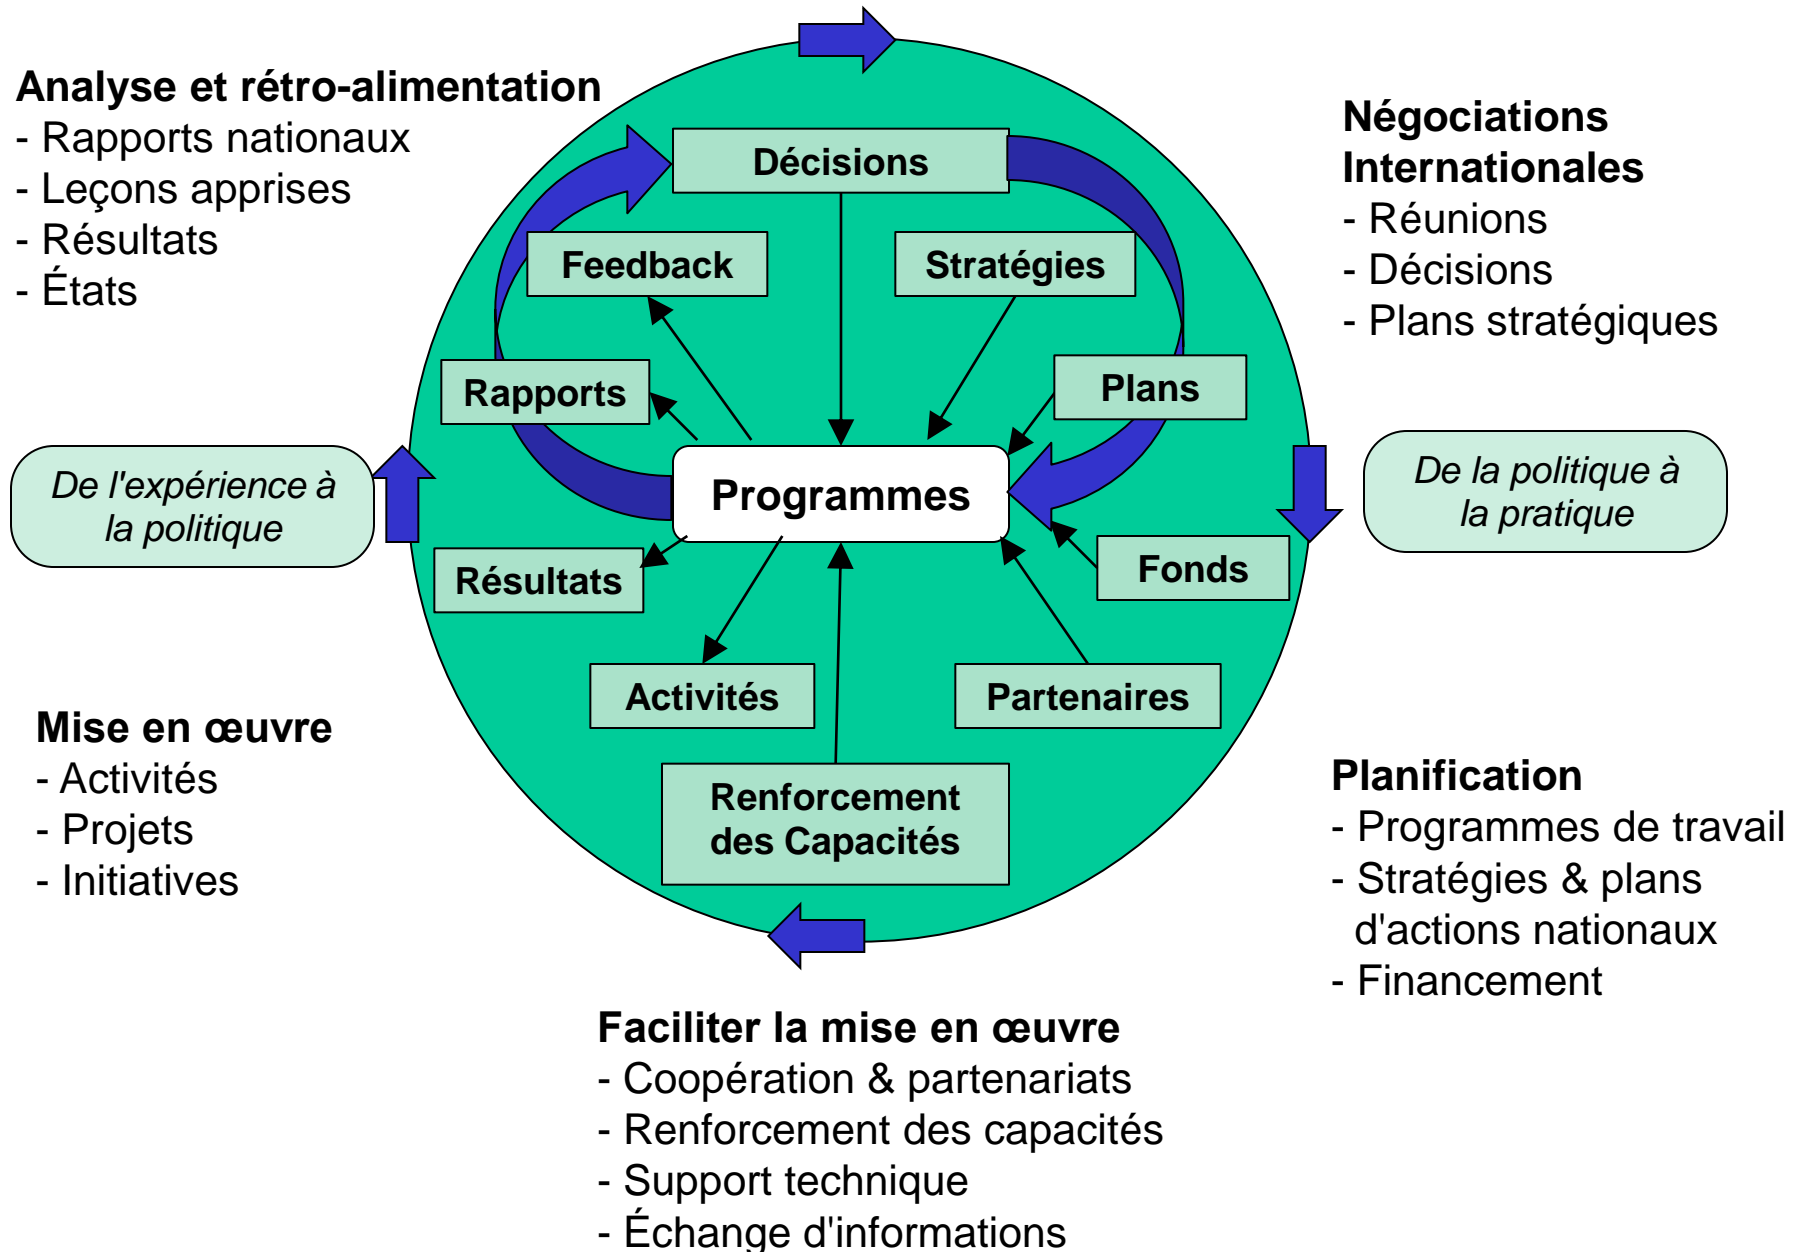 Analyse et rétro-alimentation
- Rapports nationaux
- Leçons apprises
- Résultats
- États
Négociations
Internationales
- Réunions
- Décisions
- Plans stratégiques
Décisions
Feedback
Stratégies
Rapports
Plans
De l'expérience à
la politique
Programmes
De la politique à
la pratique
Résultats
Fonds
Activités
Partenaires
Renforcement
des Capacités
Mise en œuvre
- Activités
- Projets
- Initiatives
Planification
- Programmes de travail
- Stratégies & plans
d'actions nationaux
- Financement
Faciliter la mise en œuvre
- Coopération & partenariats
- Renforcement des capacités
- Support technique
- Échange d'informations